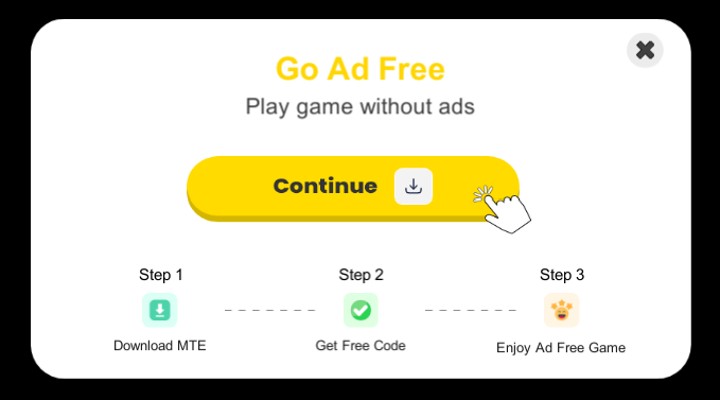 Go Ad Free
Play game without ads
Continue
Step 1
Step 2
Step 3
Download MTE
Get Free Code
Enjoy Ad Free Game